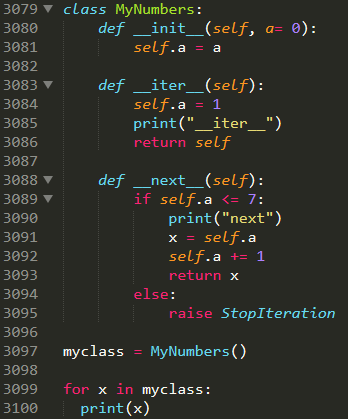 3079 class MyNumbers:
3080     def __init__(self, a= 0):
3081         self.a = a
3082
3083     def __iter__(self):
3084         self.a = 1
3085         print("__iter__")
3086         return self
3087
3088     def __next__(self):
3089         if self.a <= 7:
3090             print("next")
3091             x = self.a
3092             self.a += 1
3093             return x
3094         else:
3095             raise StopIteration
3096
3097 myclass = MyNumbers()
3098
3099 for x in myclass:
3100   print(x)